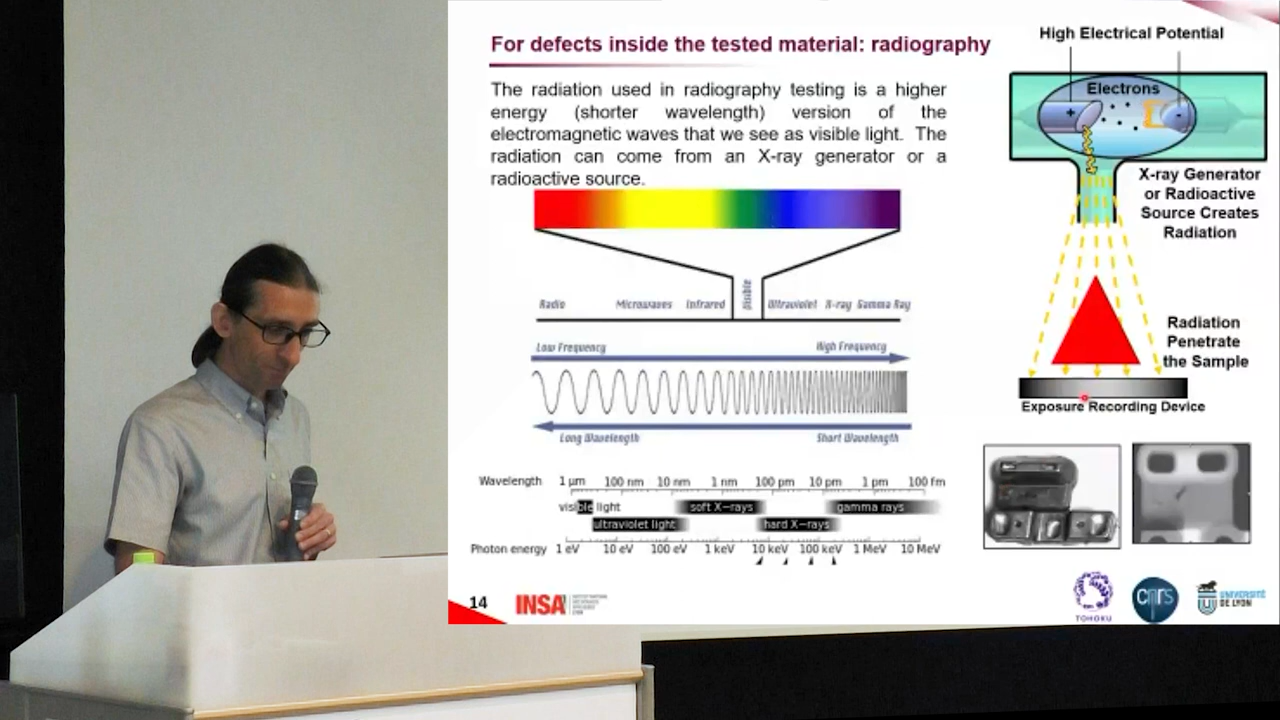 For defects inside the tested material: radiography
The radiation used in radiography testing is a higher
energy (shorter wavelength) version of the
electromagnetic waves that we see as visible light. The
radiation can come from an X-ray generator or a
radioactive source.
Radio Microwaves Infrared Visible Ultraviolet X-ray Gamma Ray
Low Frequency High Frequency
Long Wavelength Short Wavelength
Wavelength 1 μm 100 nm 10 nm 1 nm 100 pm 10 pm 1 pm 100 fm
visible light soft X-rays gamma rays
ultraviolet light hard X-rays
Photon energy 1 eV 10 eV 100 eV 1 keV 10 keV 100 keV 1 MeV 10 MeV
High Electrical Potential
Electrons
+ -
X-ray Generator
or Radioactive
Source Creates
Radiation
Radiation
Penetrate
the Sample
Exposure Recording Device
14
INSA
TOHOKU
cnrs
UNIVERSITÉ
DE LYON